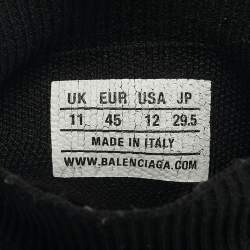 UK EUR USA JP
11 45 12 29.5
MADE IN ITALY
WWW.BALENCIAGA.COM